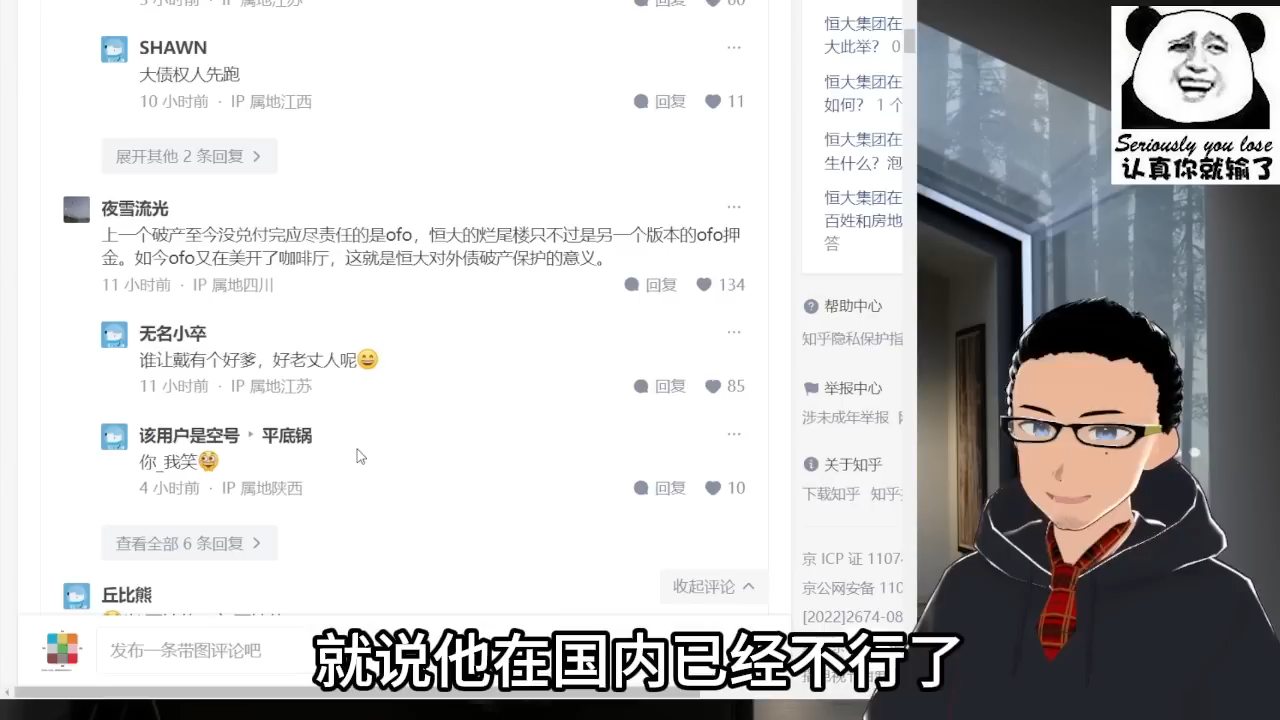 回复
60
SHAWN
大债权人先跑
10 小时前 · IP 属地江西
回复
11
展开其他 2 条回复
夜雪流光
上一个破产至今没兑付完应尽责任的是ofo，恒大的烂尾楼只不过是另一个版本的ofo押
金。如今ofo又在美开了咖啡厅，这就是恒大对外债破产保护的意义。
11 小时前 · IP 属地四川
回复
134
无名小卒
谁让戴有个好爹，好老丈人呢😄
11 小时前 · IP 属地江苏
回复
85
该用户是空号 ▸ 平底锅
你_我笑
4 小时前 · IP 属地陕西
回复
10
查看全部 6 条回复
丘比熊
收起评论
发布一条带图评论吧
恒大集团在
大此举？ 0
恒大集团在
如何？ 1 个
恒大集团在
生什么？泡
恒大集团在
百姓和房地
答
帮助中心
知乎隐私保护指
举报中心
涉未成年举报
关于知乎
下载知乎 知乎
京 ICP 证 1107
京公网安备 110
[2022]2674-08
Seriously you lose
认真你就输了
就说他在国内已经不行了